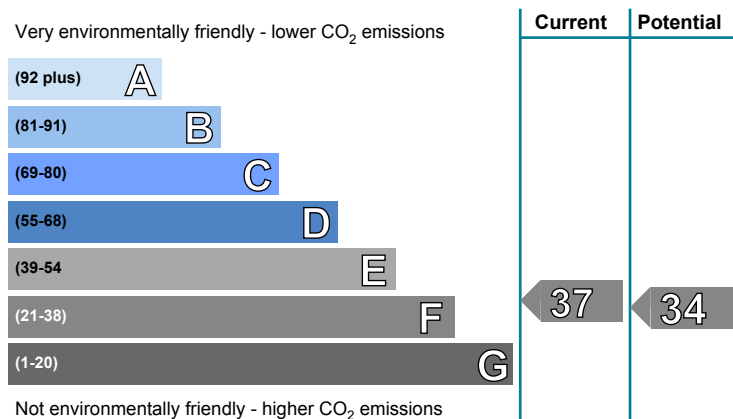 Very environmentally friendly - lower CO₂ emissions
Current
Potential
(92 plus) A
(81-91) B
(69-80) C
(55-68) D
(39-54 E
(21-38) F
(1-20) G
37
34
Not environmentally friendly - higher CO₂ emissions